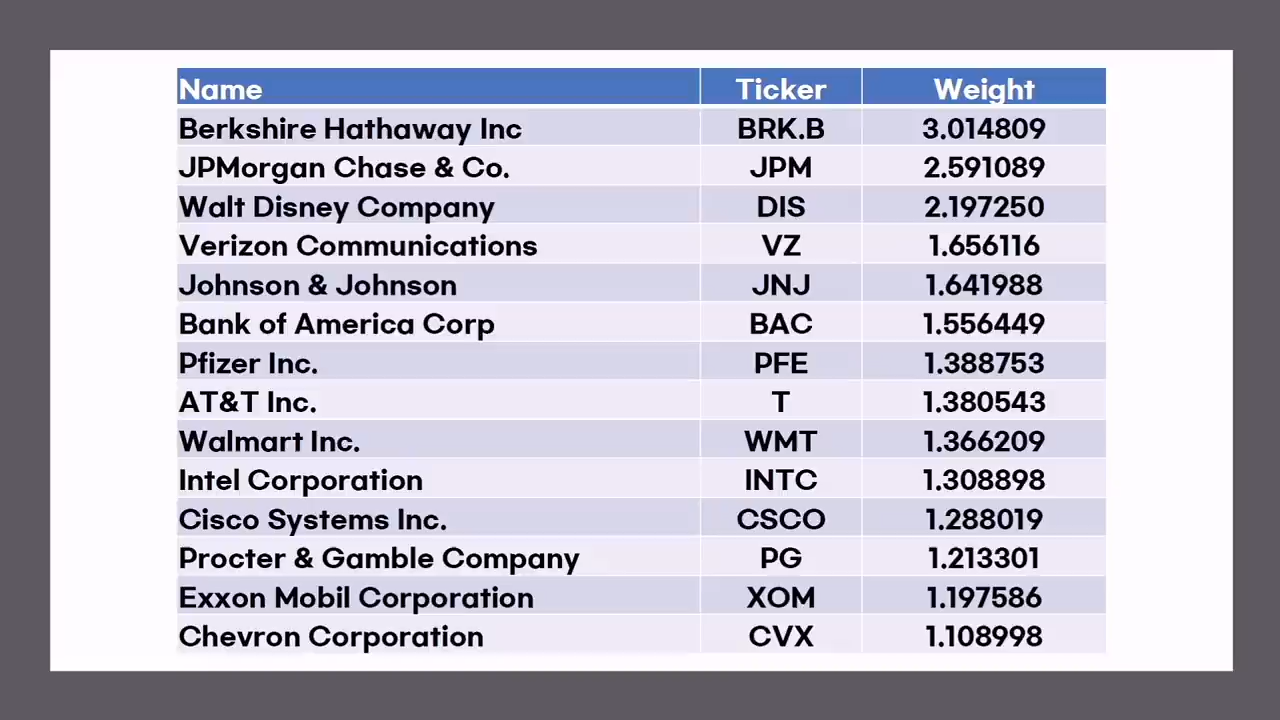 Name Ticker Weight
Berkshire Hathaway Inc BRK.B 3.014809
JPMorgan Chase & Co. JPM 2.591089
Walt Disney Company DIS 2.197250
Verizon Communications VZ 1.656116
Johnson & Johnson JNJ 1.641988
Bank of America Corp BAC 1.556449
Pfizer Inc. PFE 1.388753
AT&T Inc. T 1.380543
Walmart Inc. WMT 1.366209
Intel Corporation INTC 1.308898
Cisco Systems Inc. CSCO 1.288019
Procter & Gamble Company PG 1.213301
Exxon Mobil Corporation XOM 1.197586
Chevron Corporation CVX 1.108998